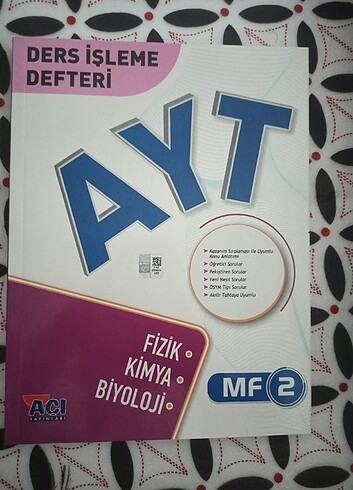 DERS İŞLEME
DEFTERİ
AYT
Kazanım Sıralaması ile Uyumlu
Konu Anlatımı
Öğretici Sorular
Pekiştiren Sorular
Yeni Nesil Sorular
ÖSYM Tipi Sorular
Akıllı Tahtaya Uyumlu
FİZİK
KİMYA
BİYOLOJİ
MF 2
AÇI
YAYINLARI